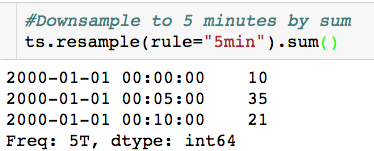 #Downsample to 5 minutes by sum
ts.resample(rule="5min").sum()
2000-01-01 00:00:00    10
2000-01-01 00:05:00    35
2000-01-01 00:10:00    21
Freq: 5T, dtype: int64